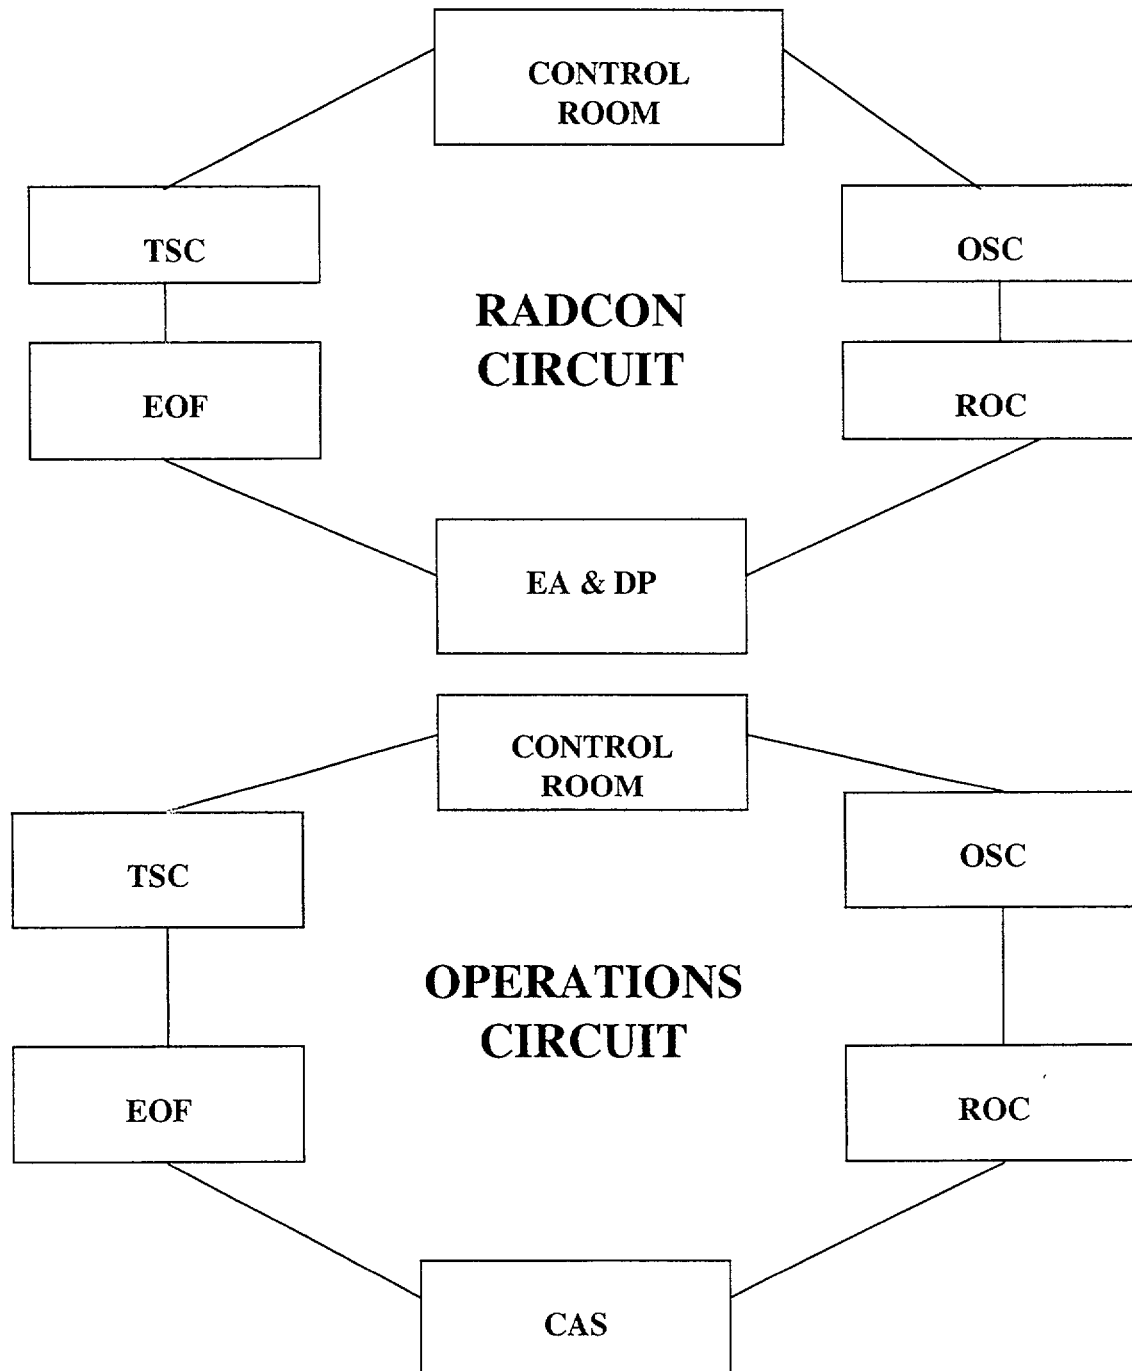 CONTROL
ROOM
TSC
OSC
RADCON
CIRCUIT
EOF
ROC
EA & DP
CONTROL
ROOM
TSC
OSC
OPERATIONS
CIRCUIT
EOF
ROC
CAS